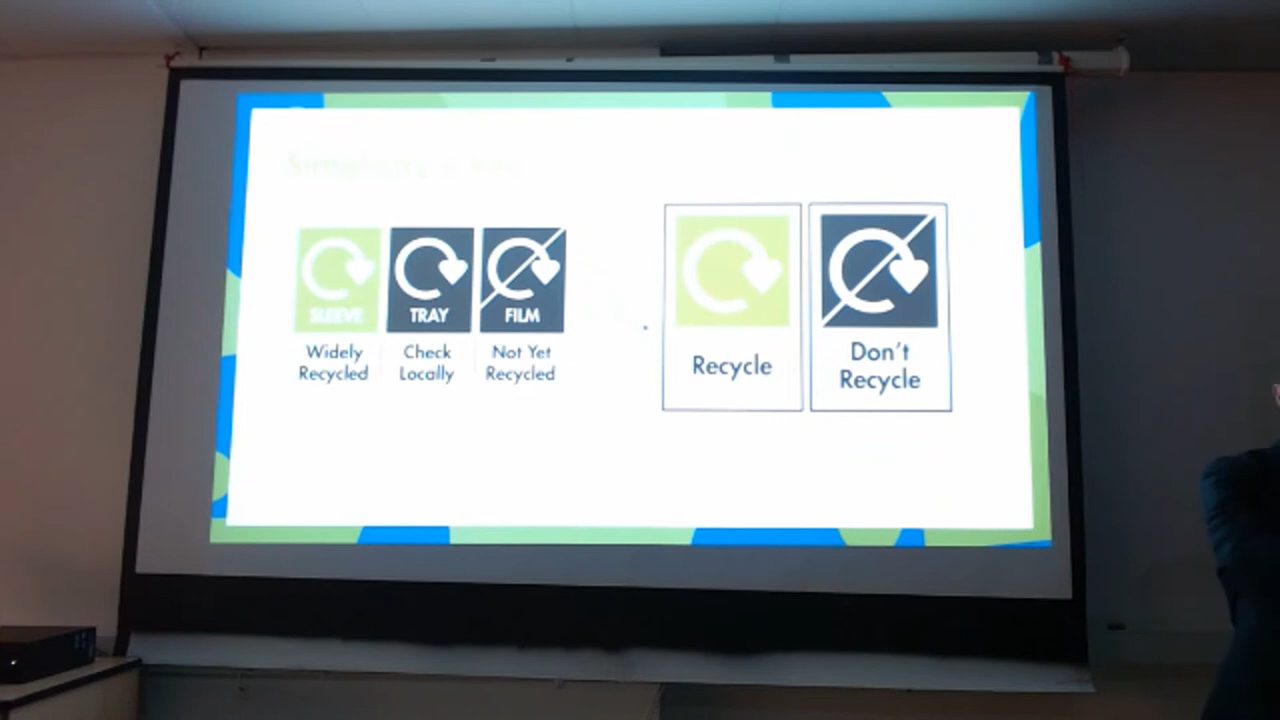 SLEEVE
Widely
Recycled
TRAY
Check
Locally
FILM
Not Yet
Recycled
Recycle
Don't
Recycle